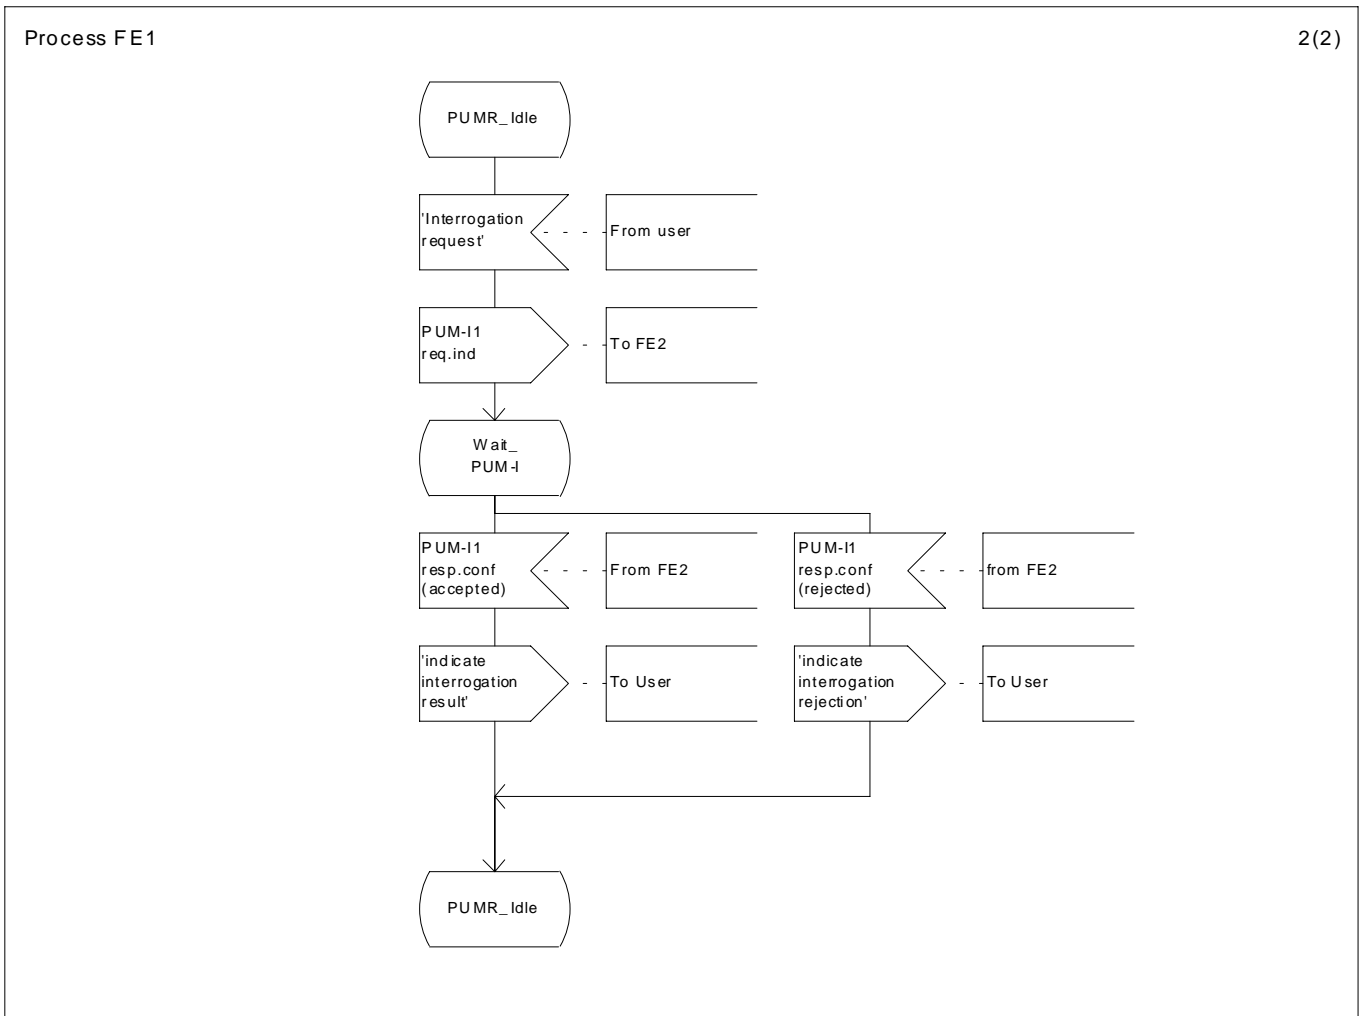 Process FE1
2(2)
PUMR_Idle
'Interrogation
request'
From user
PUM-I1
req.ind
To FE2
Wait_
PUM-I
PUM-I1
resp.conf
(accepted)
From FE2
PUM-I1
resp.conf
(rejected)
from FE2
'indicate
interrogation
result'
To User
'indicate
interrogation
rejection'
To User
PUMR_Idle